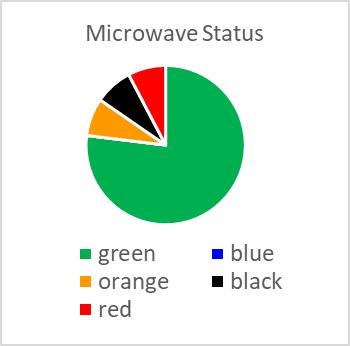 Microwave Status
green blue
orange black
red